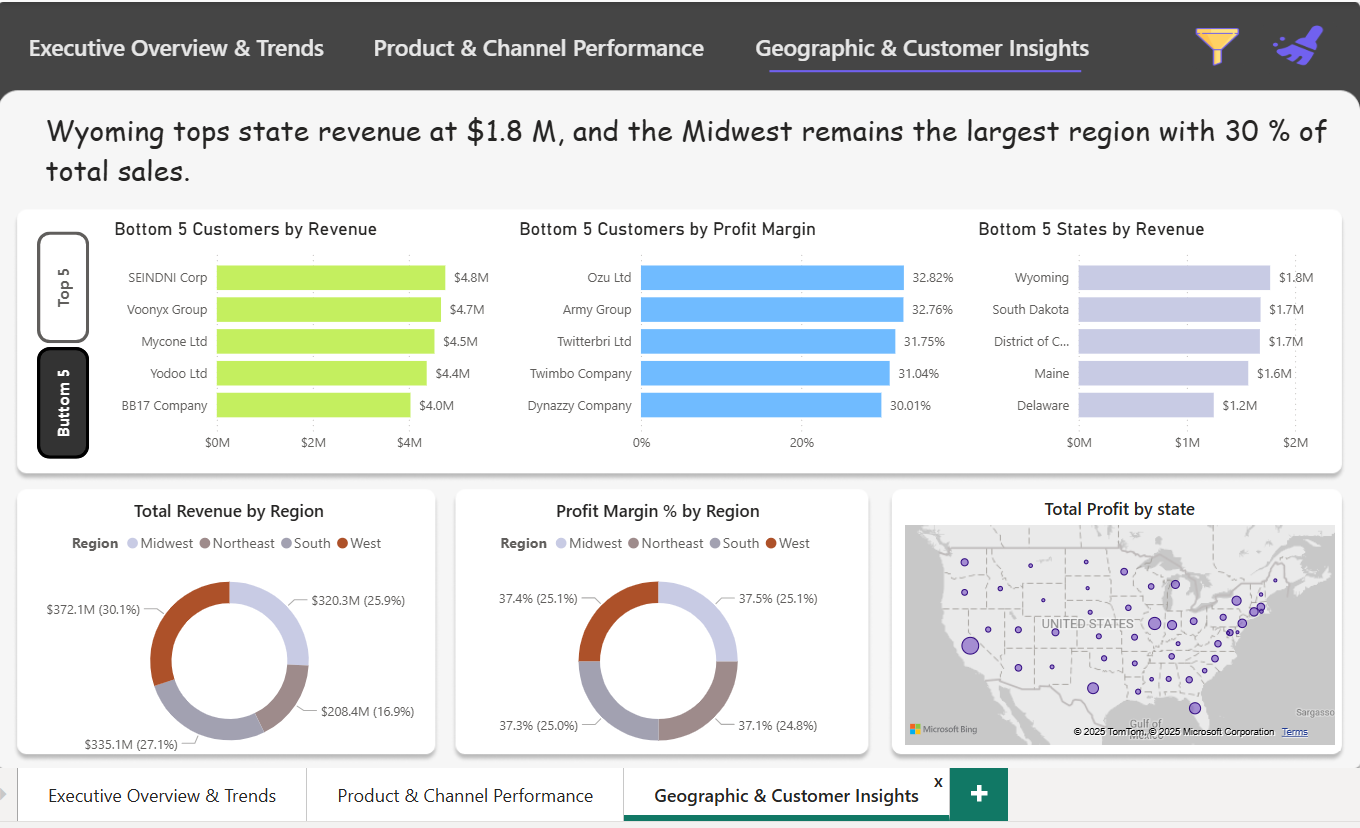 Executive Overview & Trends
Product & Channel Performance
Geographic & Customer Insights
Wyoming tops state revenue at $1.8 M, and the Midwest remains the largest region with 30 % of
total sales.
Top 5
Buttom 5
Bottom 5 Customers by Revenue
SEINDNI Corp $4.8M
Voonyx Group $4.7M
Mycone Ltd $4.5M
Yodoo Ltd $4.4M
BB17 Company $4.0M
$0M $2M $4M
Bottom 5 Customers by Profit Margin
Ozu Ltd 32.82%
Army Group 32.76%
Twitterbri Ltd 31.75%
Twimbo Company 31.04%
Dynazzy Company 30.01%
0% 20%
Bottom 5 States by Revenue
Wyoming $1.8M
South Dakota $1.7M
District of C... $1.7M
Maine $1.6M
Delaware $1.2M
$0M $1M $2M
Total Revenue by Region
Region Midwest Northeast South West
$372.1M (30.1%)
$320.3M (25.9%)
$208.4M (16.9%)
$335.1M (27.1%)
Profit Margin % by Region
Region Midwest Northeast South West
37.4% (25.1%)
37.5% (25.1%)
37.3% (25.0%)
37.1% (24.8%)
Total Profit by state
UNITED STATES
Gulf of
Sargasso
Microsoft Bing
© 2025 TomTom, © 2025 Microsoft Corporation Terms
Executive Overview & Trends
Product & Channel Performance
Geographic & Customer Insights
x
+